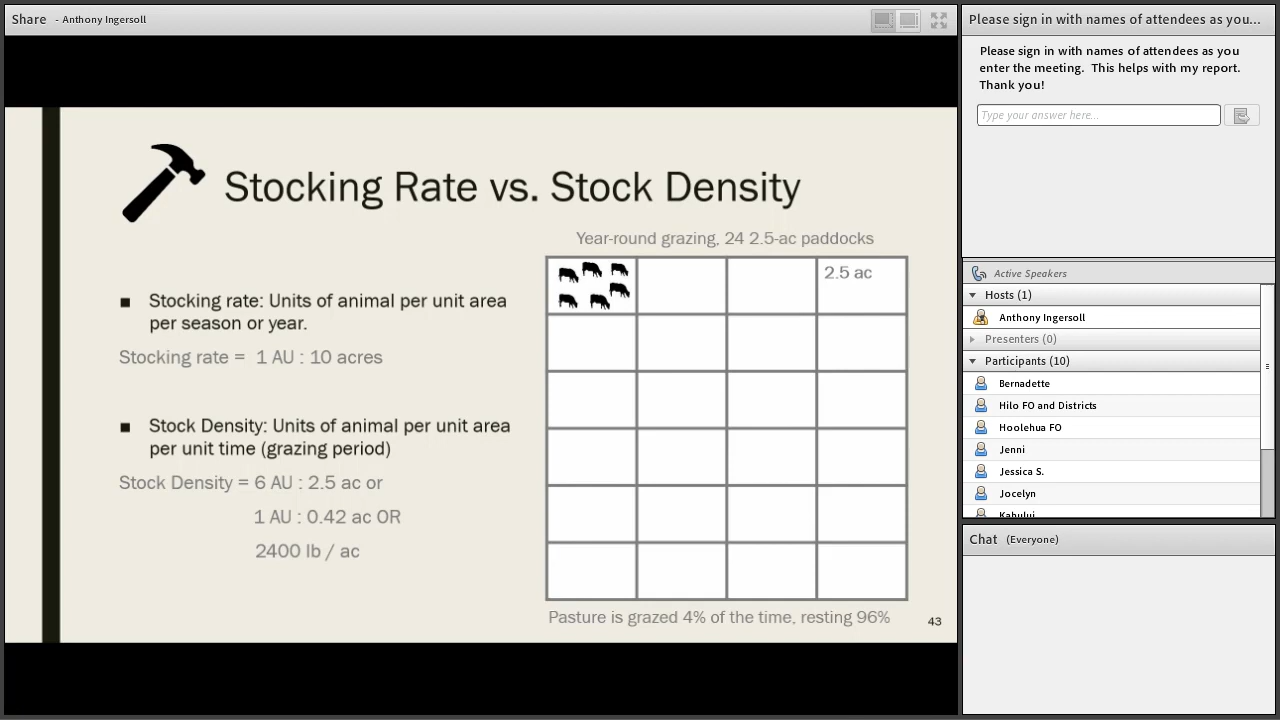 Share - Anthony Ingersoll
Stocking Rate vs. Stock Density
Year-round grazing, 24 2.5-ac paddocks
2.5 ac
■ Stocking rate: Units of animal per unit area
per season or year.
Stocking rate = 1 AU : 10 acres
■ Stock Density: Units of animal per unit area
per unit time (grazing period)
Stock Density = 6 AU : 2.5 ac or
1 AU : 0.42 ac OR
2400 lb / ac
Pasture is grazed 4% of the time, resting 96%
43
Please sign in with names of attendees as you...
Please sign in with names of attendees as you
enter the meeting. This helps with my report.
Thank you!
Type your answer here...
Active Speakers
Hosts (1)
Anthony Ingersoll
Presenters (0)
Participants (10)
Bernadette
Hilo FO and Districts
Hoolehua FO
Jenni
Jessica S.
Jocelyn
Kahului
Chat (Everyone)